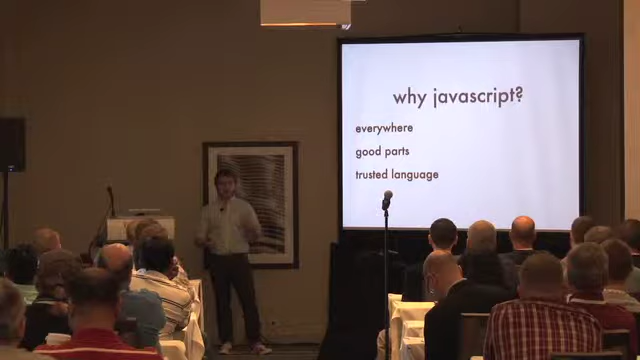 why javascript?
everywhere
good parts
trusted language